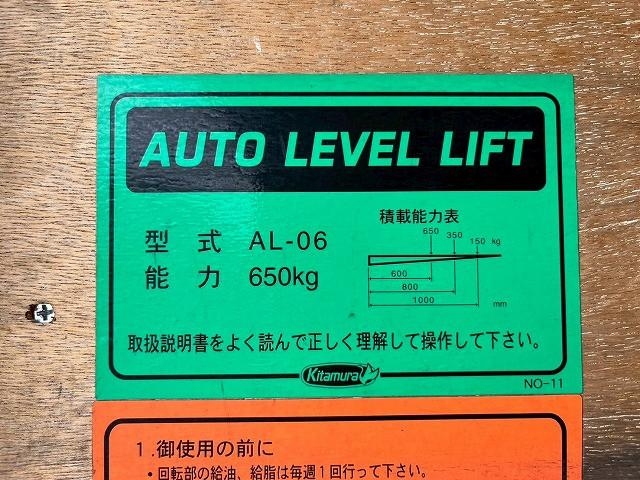 AUTO LEVEL LIFT
型式 AL-06
能力 650kg
積載能力表
650 350 150 kg
600
800
1000 mm
取扱説明書をよく読んで正しく理解して操作して下さい。
Kitamura
NO-11
1.御使用の前に
・回転部の給油、給脂は毎週1回行って下さい。